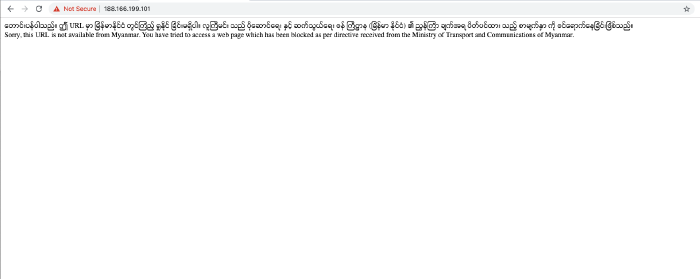 Not Secure | 188.166.199.101
တောင်းပန်ပါသည်။ ဤ URL မှာ မြန်မာနိုင်ငံ တွင်ကြည့် ရှုနိုင် ခြင်းမရှိပါ။ လူကြီးမင်း သည် ပို့ဆောင်ရေး နှင့် ဆက်သွယ်ရေး ဝန် ကြီးဌာန (မြန်မာ နိုင်ငံ) ၏ ညွှန်ကြား ချက်အရ ပိတ်ပင်ထား သည့် စာမျက်နှာ ကို ဝင်ရောက်နေခြင်းဖြစ်သည်။
Sorry, this URL is not available from Myanmar. You have tried to access a web page which has been blocked as per directive received from the Ministry of Transport and Communications of Myanmar.